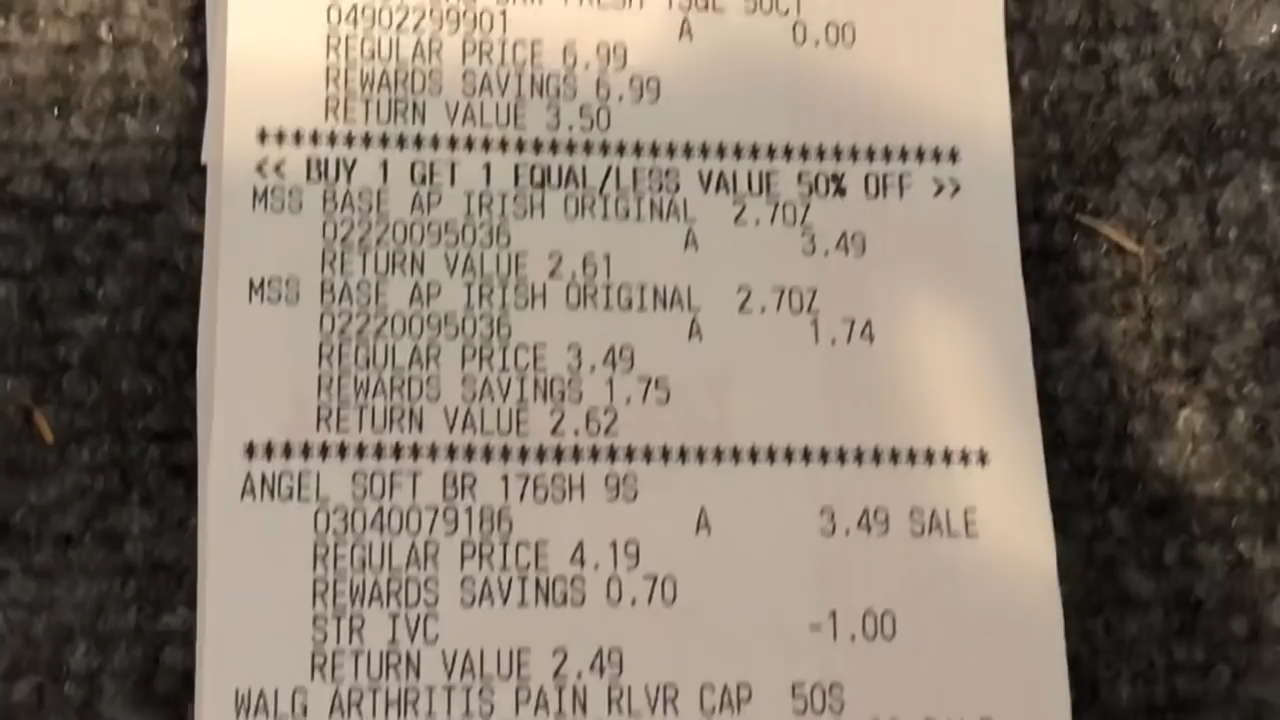 04902299901 A 0.00
REGULAR PRICE 6.99
REWARDS SAVINGS 6.99
RETURN VALUE 3.50
****************************************
<< BUY 1 GET 1 EQUAL/LESS VALUE 50% OFF >>
MSS BASE AP IRISH ORIGINAL 2.7OZ
02220095036 A 3.49
RETURN VALUE 2.61
MSS BASE AP IRISH ORIGINAL 2.7OZ
02220095036 A 1.74
REGULAR PRICE 3.49
REWARDS SAVINGS 1.75
RETURN VALUE 2.62
****************************************
ANGEL SOFT BR 176SH 9S
03040079186 A 3.49 SALE
REGULAR PRICE 4.19
REWARDS SAVINGS 0.70
STR IVC -1.00
RETURN VALUE 2.49
WALG ARTHRITIS PAIN RLVR CAP 50S